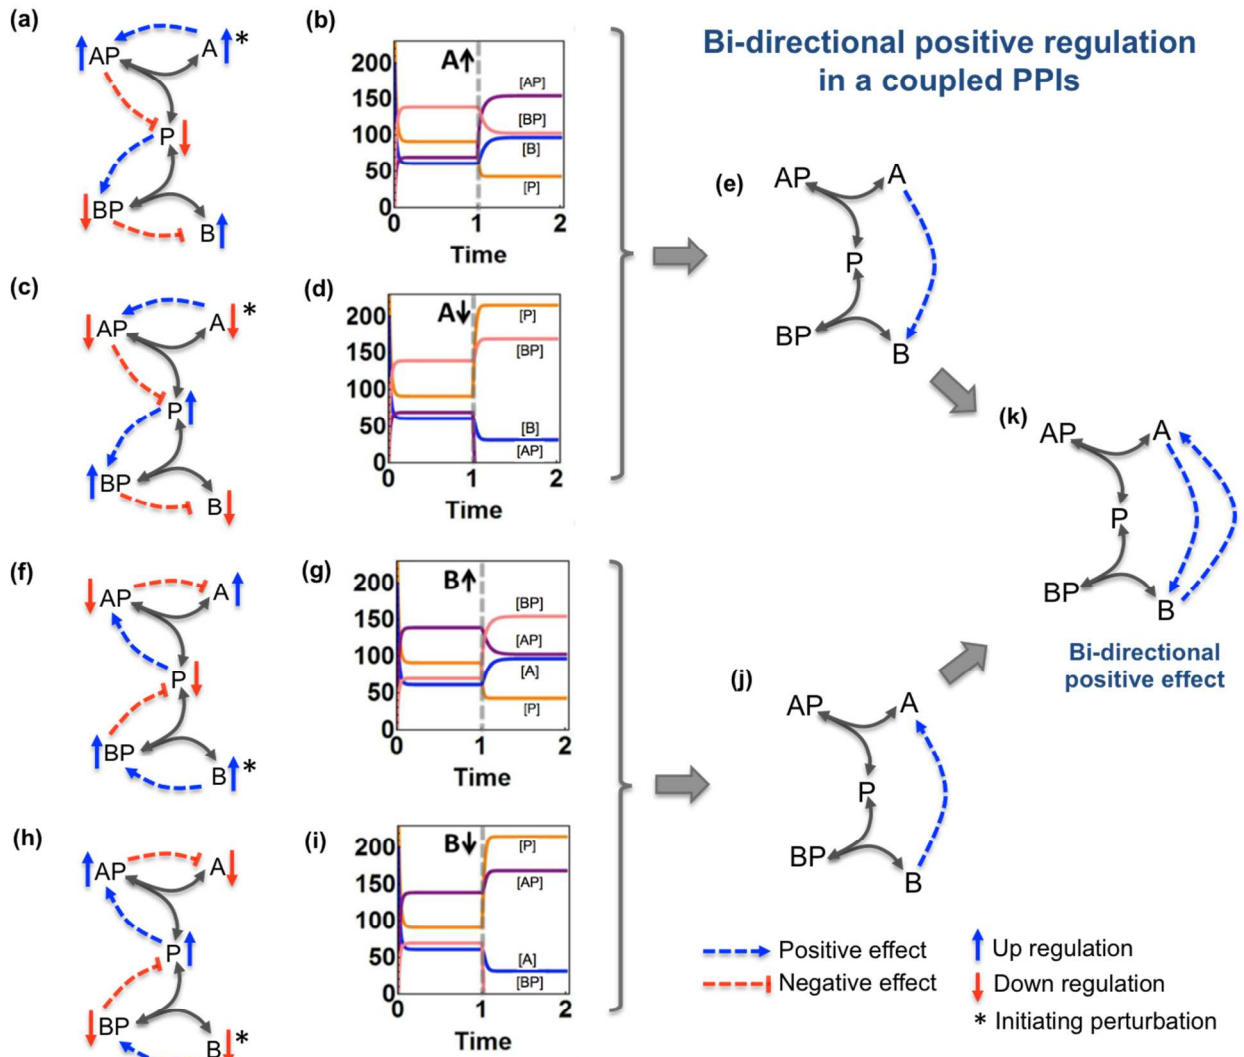 Bi-directional positive regulation
in a coupled PPIs
(a)
AP
A
*
P
BP
B
(b)
A
200
150
100
50
0
[AP]
[BP]
[B]
[P]
0
1
2
Time
(c)
AP
A
*
P
BP
B
(d)
A
200
150
100
50
0
[P]
[BP]
[B]
[AP]
0
1
2
Time
(e)
AP
A
P
BP
B
(f)
AP
A
P
BP
B
*
(g)
B
200
150
100
50
0
[BP]
[AP]
[A]
[P]
0
1
2
Time
(h)
AP
A
P
BP
B
*
(i)
B
200
150
100
50
0
[P]
[AP]
[A]
[BP]
0
1
2
Time
(j)
AP
A
P
BP
B
(k)
AP
A
P
BP
B
Bi-directional
positive effect
Positive effect
Negative effect
Up regulation
Down regulation
* Initiating perturbation